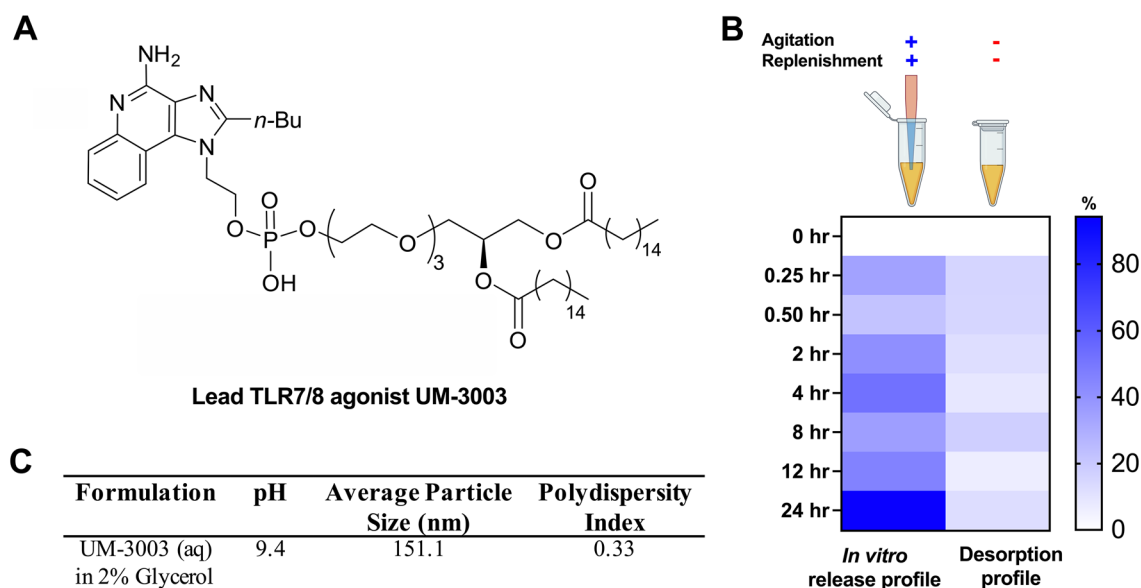 A
NH2
N
N
N
n-Bu
O
O
P
OH
O
O
3
O
O
14
O
O
14
Lead TLR7/8 agonist UM-3003
B
Agitation + -
Replenishment + -
%
0 hr
0.25 hr
0.50 hr
2 hr
4 hr
8 hr
12 hr
24 hr
80
60
40
20
0
In vitro
release profile
Desorption
profile
C
Formulation pH Average Particle Polydispersity
Size (nm) Index
UM-3003 (aq) 9.4 151.1 0.33
in 2% Glycerol